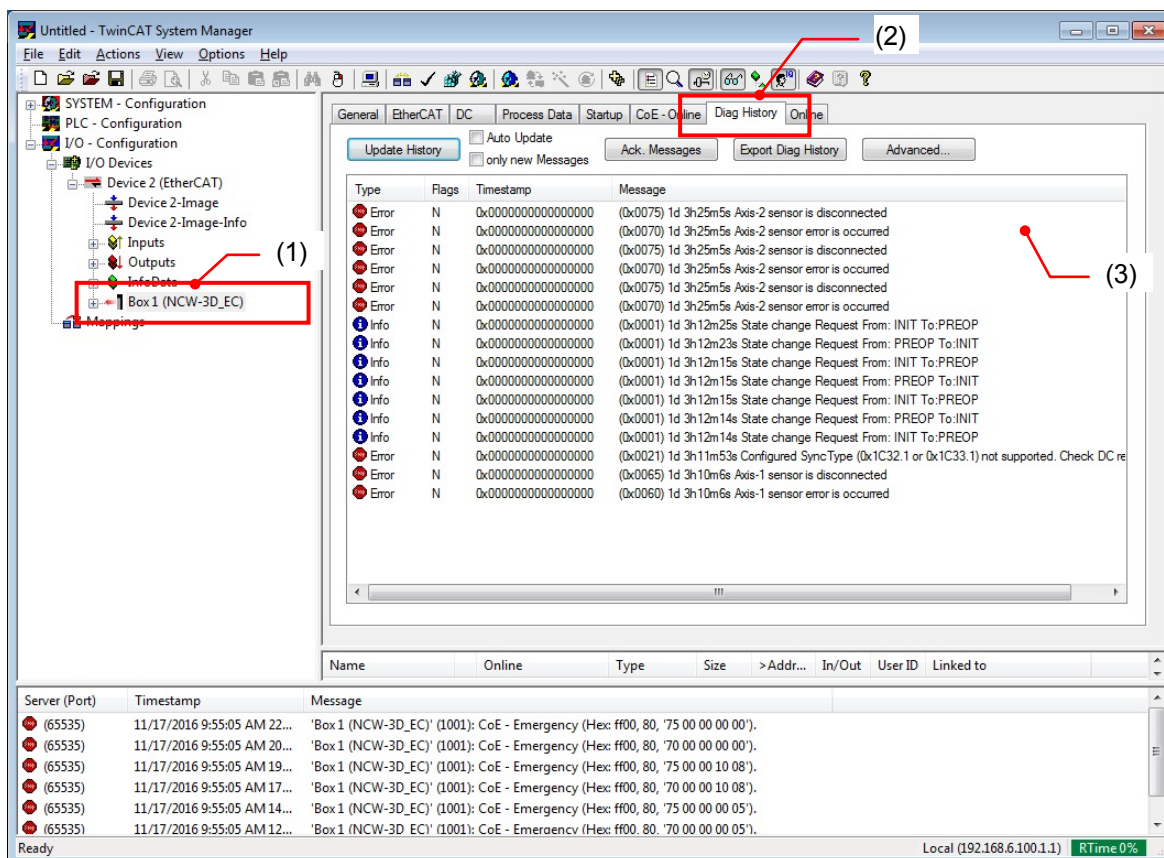 Untitled - TwinCAT System Manager
(2)
File Edit Actions View Options Help
SYSTEM - Configuration
PLC - Configuration
I/O - Configuration
I/O Devices
Device 2 (EtherCAT)
Device 2-Image
Device 2-Image-Info
Inputs
Outputs
InfoData
Box 1 (NCW-3D_EC)
Mappings
(1)
General EtherCAT DC Process Data Startup CoE - Online Diag History Online
Update History Auto Update only new Messages Ack. Messages Export Diag History Advanced...
Type Flags Timestamp Message
Error N 0x0000000000000000 (0x0075) 1d 3h25m5s Axis-2 sensor is disconnected
Error N 0x0000000000000000 (0x0070) 1d 3h25m5s Axis-2 sensor error is occurred
Error N 0x0000000000000000 (0x0075) 1d 3h25m5s Axis-2 sensor is disconnected
Error N 0x0000000000000000 (0x0070) 1d 3h25m5s Axis-2 sensor error is occurred
Error N 0x0000000000000000 (0x0075) 1d 3h25m5s Axis-2 sensor is disconnected
Error N 0x0000000000000000 (0x0070) 1d 3h25m5s Axis-2 sensor error is occurred
Info N 0x0000000000000000 (0x0001) 1d 3h12m25s State change Request From: INIT To:PREOP
Info N 0x0000000000000000 (0x0001) 1d 3h12m23s State change Request From: PREOP To:INIT
Info N 0x0000000000000000 (0x0001) 1d 3h12m15s State change Request From: INIT To:PREOP
Info N 0x0000000000000000 (0x0001) 1d 3h12m15s State change Request From: PREOP To:INIT
Info N 0x0000000000000000 (0x0001) 1d 3h12m15s State change Request From: INIT To:PREOP
Info N 0x0000000000000000 (0x0001) 1d 3h12m14s State change Request From: PREOP To:INIT
Info N 0x0000000000000000 (0x0001) 1d 3h12m14s State change Request From: INIT To:PREOP
Error N 0x0000000000000000 (0x0021) 1d 3h11m53s Configured SyncType (0x1C32.1 or 0x1C33.1) not supported. Check DC re
Error N 0x0000000000000000 (0x0065) 1d 3h10m6s Axis-1 sensor is disconnected
Error N 0x0000000000000000 (0x0060) 1d 3h10m6s Axis-1 sensor error is occurred
(3)
Name Online Type Size >Addr... In/Out User ID Linked to
Server (Port) Timestamp Message
(65535) 11/17/2016 9:55:05 AM 22... 'Box 1 (NCW-3D_EC)' (1001): CoE - Emergency (Hex: ff00, 80, '75 00 00 00 00').
(65535) 11/17/2016 9:55:05 AM 20... 'Box 1 (NCW-3D_EC)' (1001): CoE - Emergency (Hex: ff00, 80, '70 00 00 00 00').
(65535) 11/17/2016 9:55:05 AM 19... 'Box 1 (NCW-3D_EC)' (1001): CoE - Emergency (Hex: ff00, 80, '75 00 00 10 08').
(65535) 11/17/2016 9:55:05 AM 17... 'Box 1 (NCW-3D_EC)' (1001): CoE - Emergency (Hex: ff00, 80, '70 00 00 10 08').
(65535) 11/17/2016 9:55:05 AM 14... 'Box 1 (NCW-3D_EC)' (1001): CoE - Emergency (Hex: ff00, 80, '75 00 00 00 05').
(65535) 11/17/2016 9:55:05 AM 12... 'Box 1 (NCW-3D EC)' (1001): CoE - Emergency (Hex: ff00, 80, '70 00 00 00 05').
Ready Local (192.168.6.100.1.1) RTime 0%